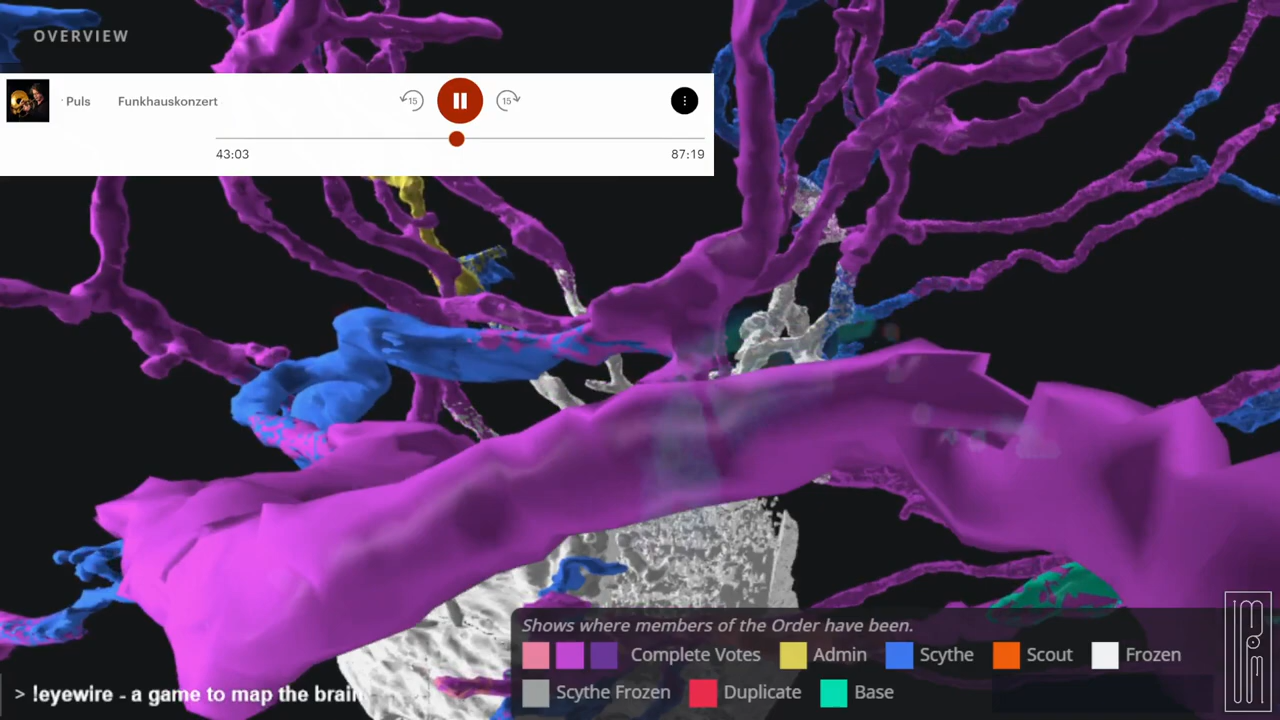 OVERVIEW
Puls Funkhauskonzert
15 15
43:03 87:19
Shows where members of the Order have been.
Complete Votes Admin Scythe Scout Frozen
Scythe Frozen Duplicate Base
> !eyewire - a game to map the brain